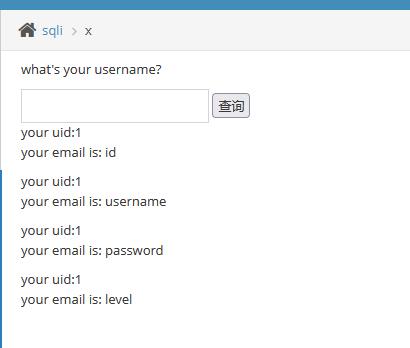 sqli > x
what's your username?
查询
your uid:1
your email is: id
your uid:1
your email is: username
your uid:1
your email is: password
your uid:1
your email is: level